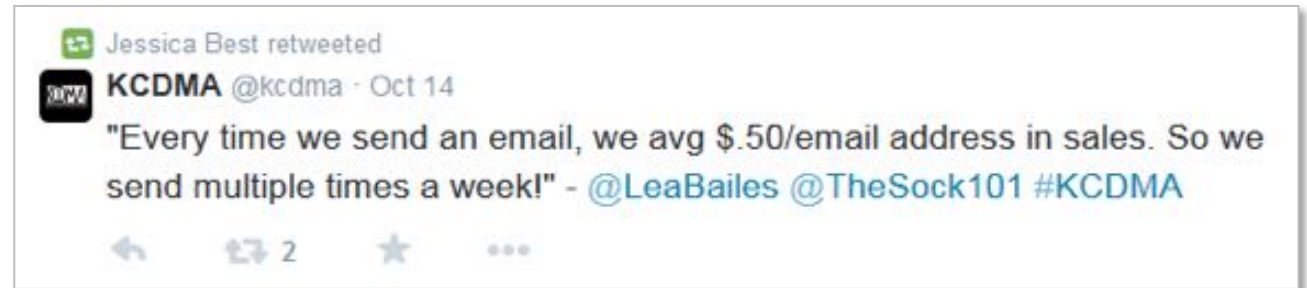 Jessica Best retweeted
KCDMA @kcdma · Oct 14
"Every time we send an email, we avg $.50/email address in sales. So we
send multiple times a week!" - @LeaBailes @TheSock101 #KCDMA
2